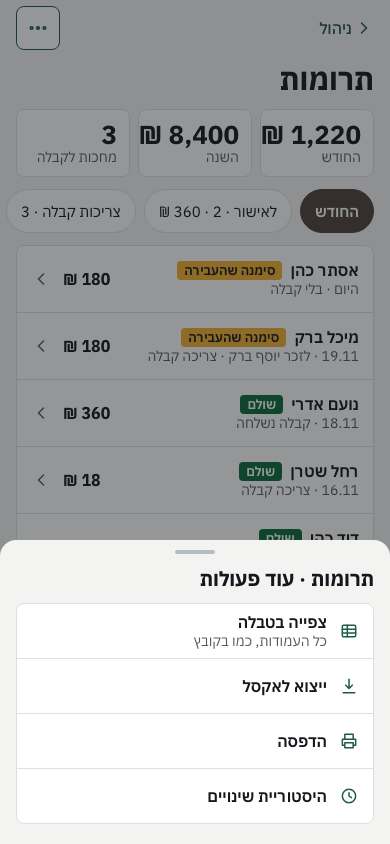 ניהול
תרומות
1,220 ₪
החודש
8,400 ₪
השנה
3
מחכות לקבלה
החודש
לאישור · 2 · 360 ₪
צריכות קבלה · 3
אסתר כהן סימנה שהעבירה
180 ₪
היום · בלי קבלה
מיכל ברק סימנה שהעבירה
180 ₪
19.11 · לזכר יוסף ברק · צריכה קבלה
נועם אדרי שולם
360 ₪
18.11 · קבלה נשלחה
רחל שטרן שולם
18 ₪
16.11 · צריכה קבלה
דוד כהן שולם
תרומות · עוד פעולות
צפייה בטבלה
כל העמודות, כמו בקובץ
ייצוא לאקסל
הדפסה
היסטוריית שינויים